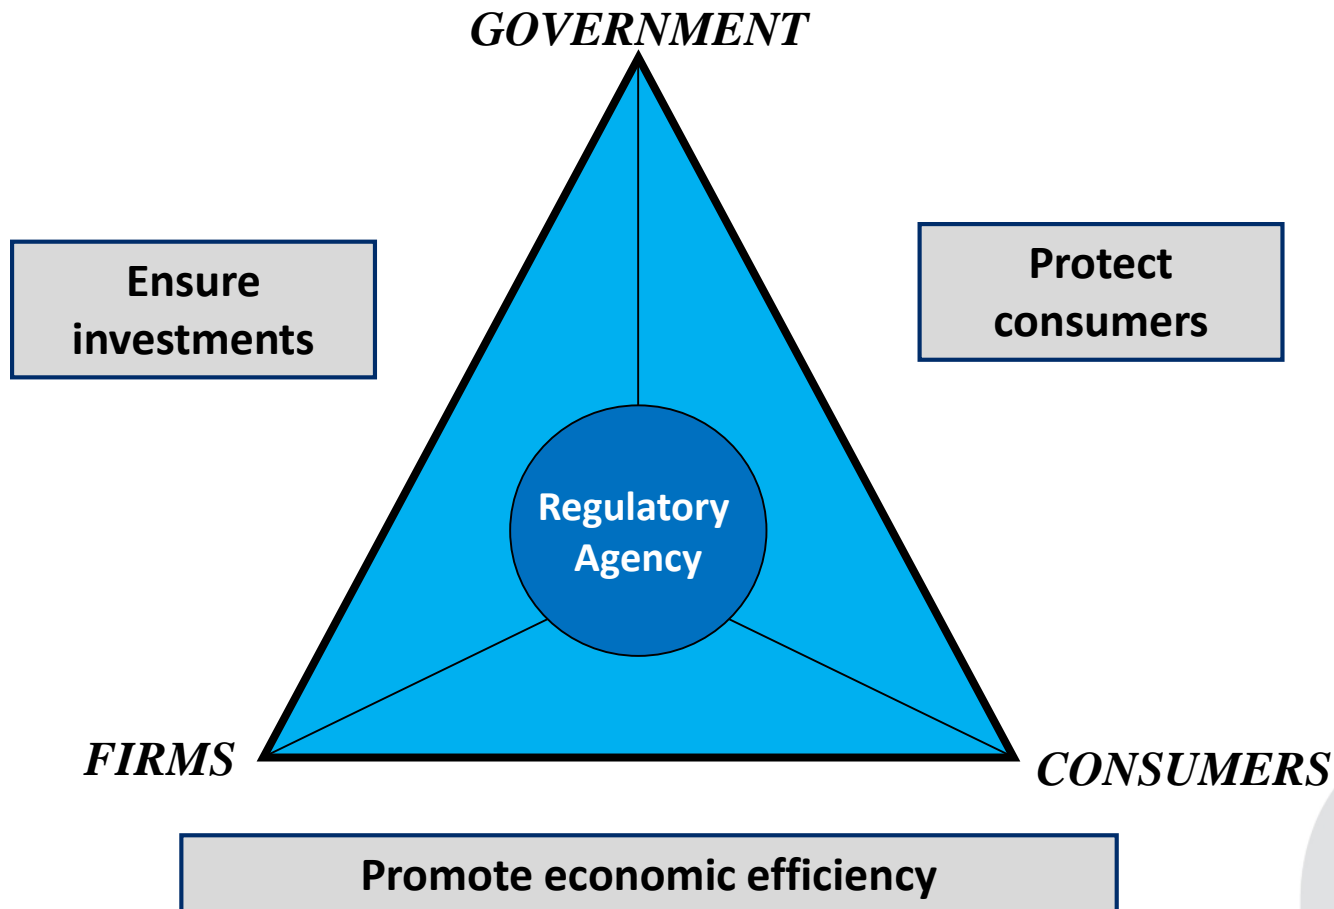 GOVERNMENT
Ensure
investments
Protect
consumers
Regulatory
Agency
FIRMS
CONSUMERS
Promote economic efficiency